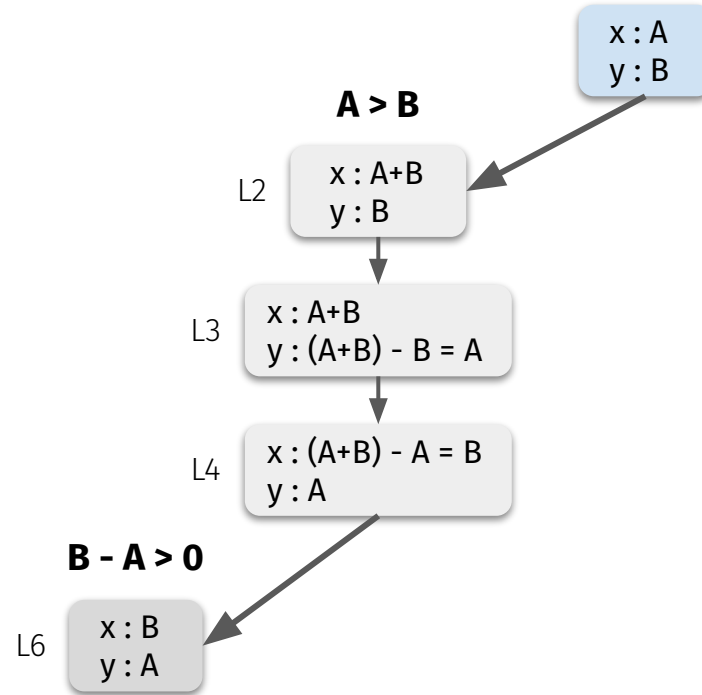 x : A
y : B
A > B
L2
x : A+B
y : B
L3
x : A+B
y : (A+B) - B = A
L4
x : (A+B) - A = B
y : A
B - A > 0
L6
x : B
y : A